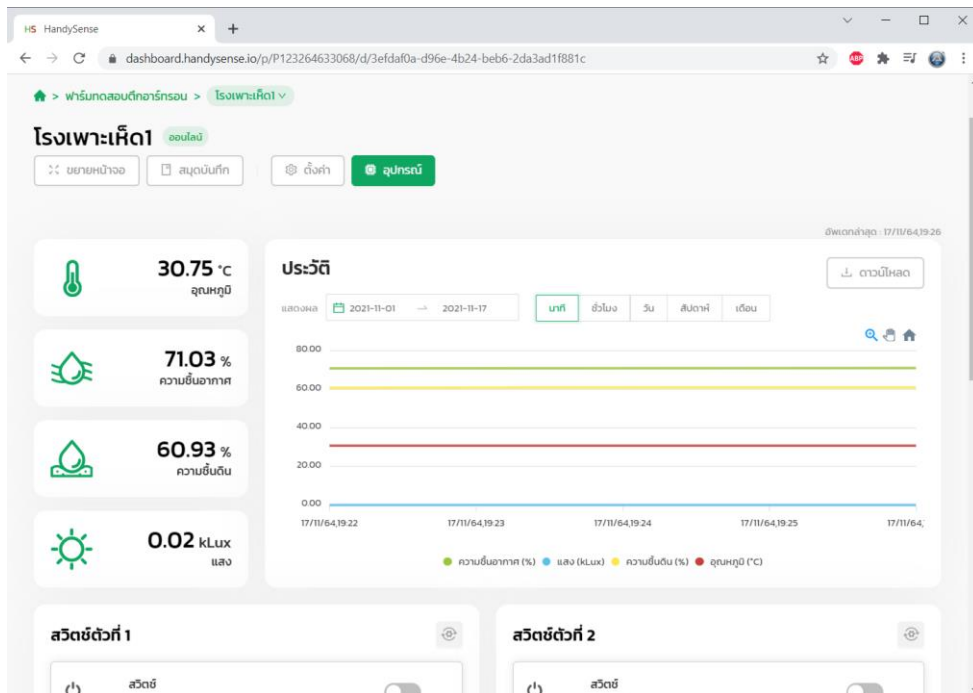 HS HandySense
dashboard.handysense.io/p/P123264633068/d/3efdaf0a-d96e-4b24-beb6-2da3ad1f881c
ABP
> ฟาร์มทดสอบตึกอาร์ทรอน > โรงเพาะเห็ด1
โรงเพาะเห็ด1 ออนไลน์
ขยายหน้าจอ สมุดบันทึก ตั้งค่า อุปกรณ์
อัพเดทล่าสุด : 17/11/64,19:26
30.75 °C
อุณหภูมิ
71.03 %
ความชื้นอากาศ
60.93 %
ความชื้นดิน
0.02 kLux
แสง
ประวัติ
ดาวน์โหลด
แสดงผล 2021-11-01 → 2021-11-17 นาที ชั่วโมง วัน สัปดาห์ เดือน
80.00
60.00
40.00
20.00
0.00
17/11/64,19:22 17/11/64,19:23 17/11/64,19:24 17/11/64,19:25 17/11/64,
ความชื้นอากาศ (%) แสง (kLux) ความชื้นดิน (%) อุณหภูมิ (°C)
สวิตช์ตัวที่ 1 สวิตช์ตัวที่ 2
สวิตช์ สวิตช์